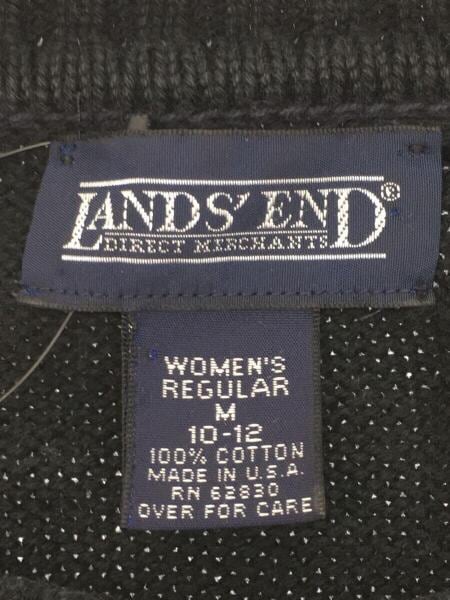 LANDS' END®
DIRECT MERCHANTS
WOMEN'S
REGULAR
M
10-12
100% COTTON
MADE IN U.S.A.
RN 62830
OVER FOR CARE